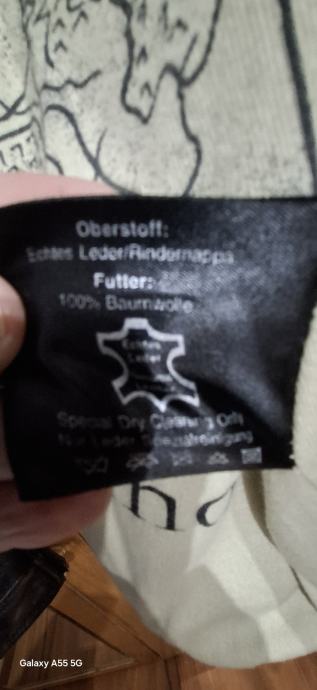 Oberstoff:
Echtes Leder/Rindernappa
Futter:
100% Baumwolle
Echtes
Leder
Special Dry Cleaning Only
Nur Leder Spezialreinigung
ha
Galaxy A55 5G